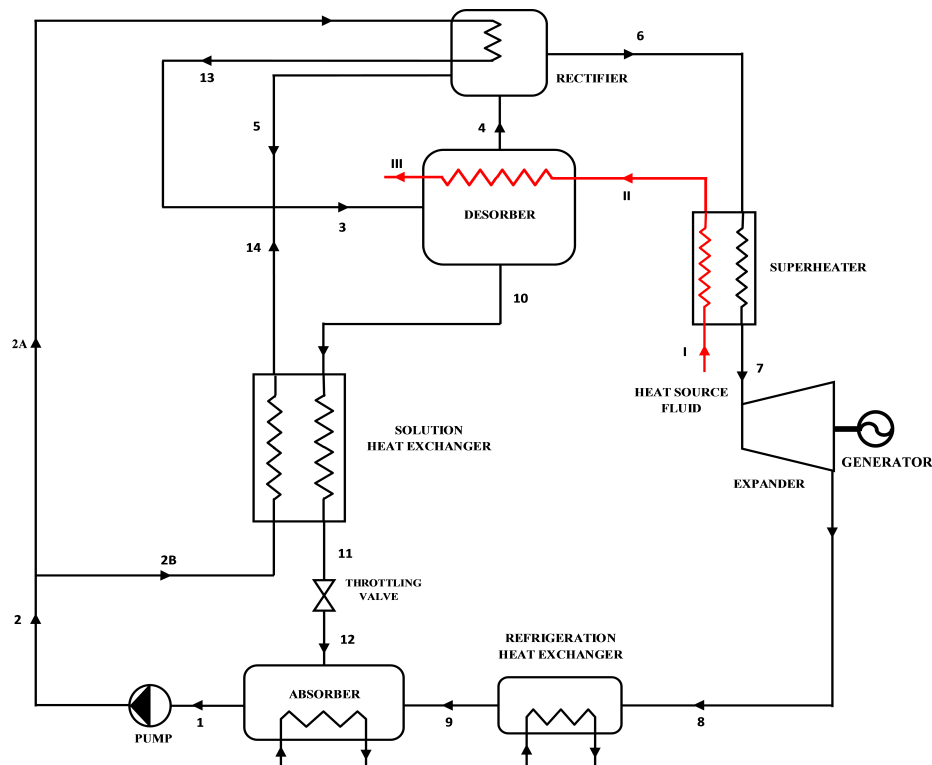 6
13
RECTIFIER
5
4
III
II
DESORBER
3
14
SUPERHEATER
10
2A
I
7
HEAT SOURCE
FLUID
SOLUTION
HEAT EXCHANGER
GENERATOR
EXPANDER
11
2B
THROTTLING
VALVE
2
12
REFRIGERATION
HEAT EXCHANGER
ABSORBER
1
9
8
PUMP